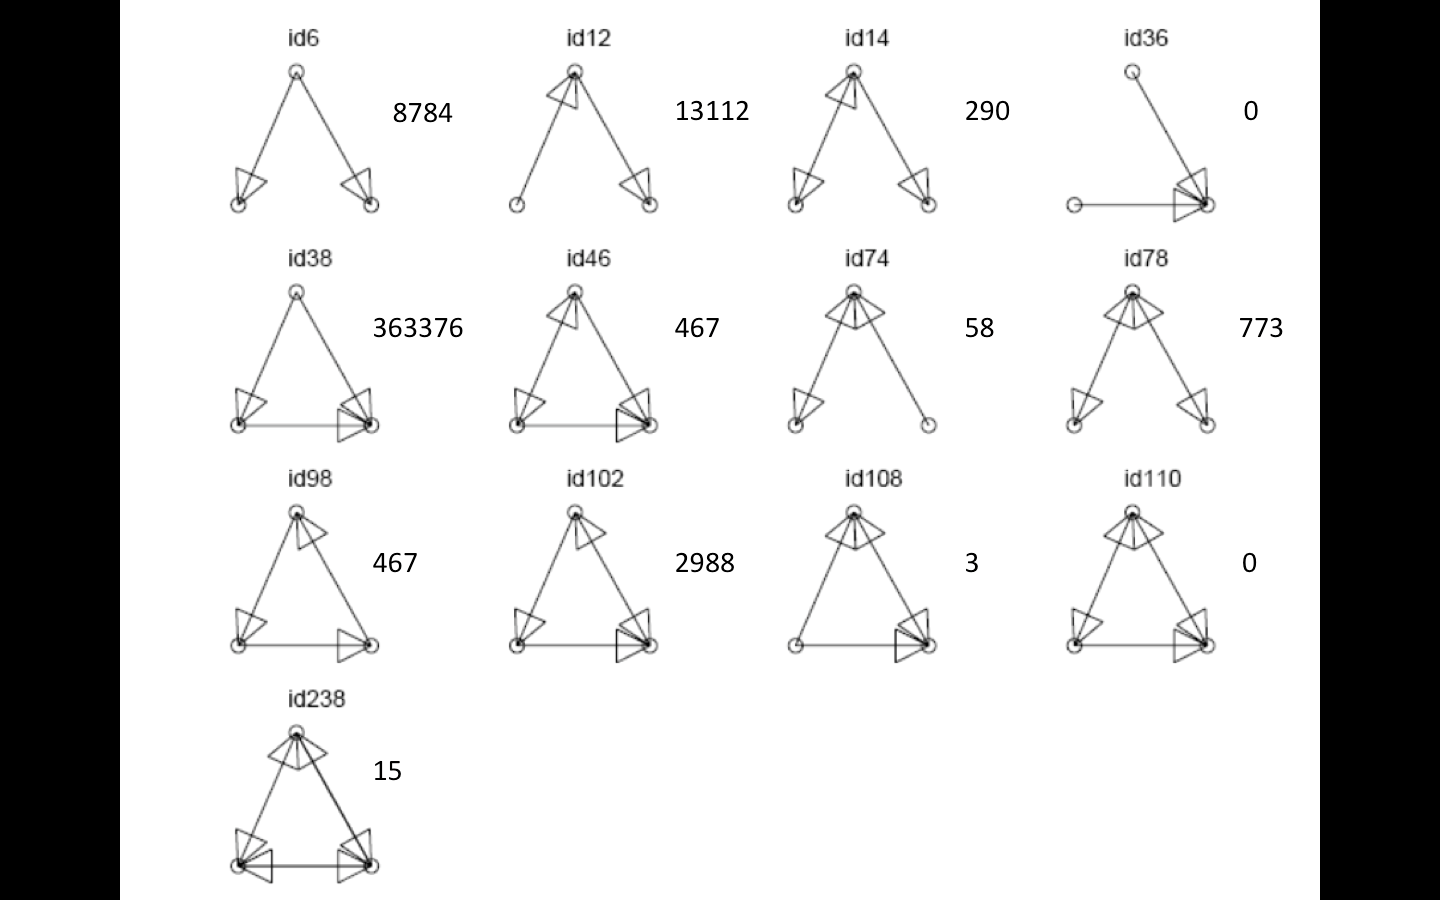 id6 id12 id14 id36
8784 13112 290 0
id38 id46 id74 id78
363376 467 58 773
id98 id102 id108 id110
467 2988 3 0
id238
15